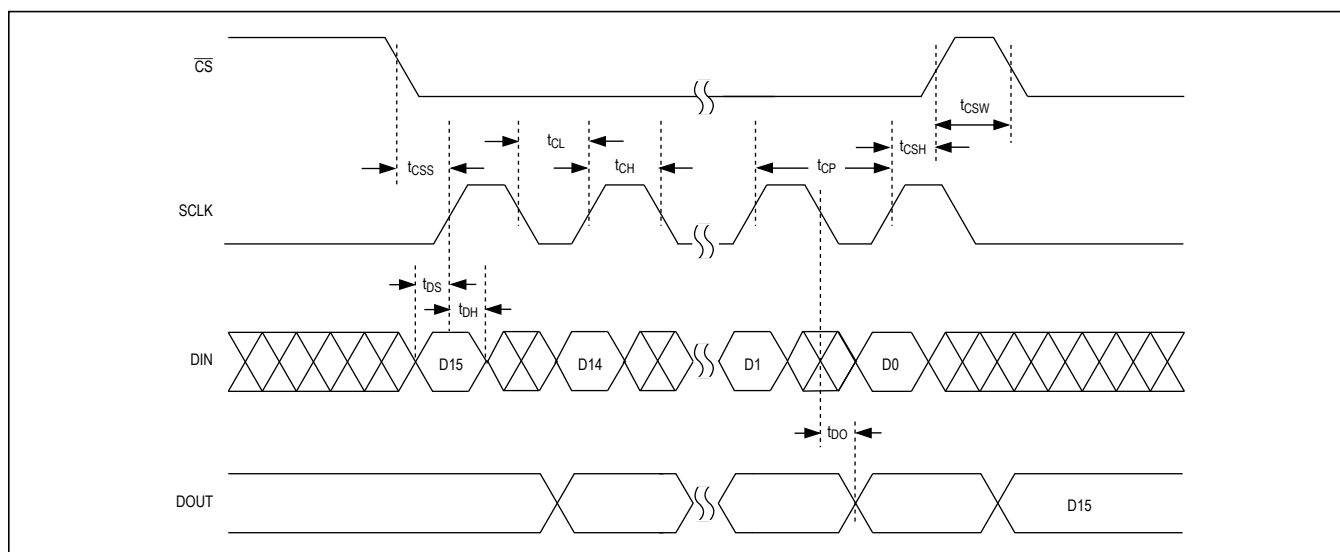 CS
tCSW
tCL
tCSH
tCSS
tCH
tCP
SCLK
tDS
tDH
DIN
D15
D14
D1
D0
tDO
DOUT
D15